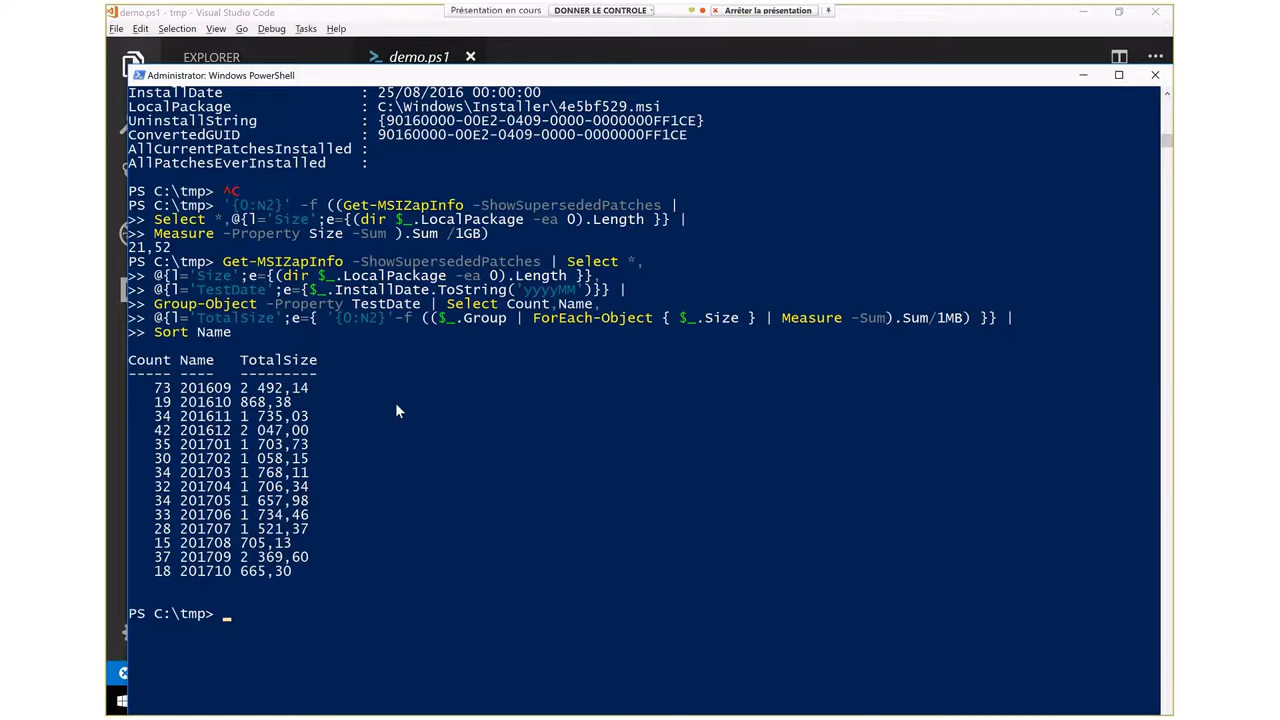 demo.ps1 - tmp - Visual Studio Code
Présentation en cours
DONNER LE CONTROLE
Arrêter la présentation
File Edit Selection View Go Debug Tasks Help
EXPLORER
demo.ps1
Administrator: Windows PowerShell
InstallDate : 25/08/2016 00:00:00
LocalPackage : C:\Windows\Installer\4e5bf529.msi
UninstallString : {90160000-00E2-0409-0000-0000000FF1CE}
ConvertedGUID : 90160000-00E2-0409-0000-0000000FF1CE
AllCurrentPatchesInstalled :
AllPatchesEverInstalled :
PS C:\tmp> ^C
PS C:\tmp> '{0:N2}' -f ((Get-MSIZapInfo -ShowSupersededPatches |
>> Select *,@{l='Size';e={(dir $_.LocalPackage -ea 0).Length }} |
>> Measure -Property Size -Sum ).Sum /1GB)
21,52
PS C:\tmp> Get-MSIZapInfo -ShowSupersededPatches | Select *,
>> @{l='Size';e={(dir $_.LocalPackage -ea 0).Length }},
>> @{l='TestDate';e={$_.InstallDate.ToString('yyyyMM')}} |
>> Group-Object -Property TestDate | Select Count,Name,
>> @{l='TotalSize';e={ '{0:N2}'-f (($_.Group | ForEach-Object { $_.Size } | Measure -Sum).Sum/1MB) }} |
>> Sort Name
Count Name TotalSize
----- ---- ---------
73 201609 2 492,14
19 201610 868,38
34 201611 1 735,03
42 201612 2 047,00
35 201701 1 703,73
30 201702 1 058,15
34 201703 1 768,11
32 201704 1 706,34
34 201705 1 657,98
33 201706 1 734,46
28 201707 1 521,37
15 201708 705,13
37 201709 2 369,60
18 201710 665,30
PS C:\tmp> _